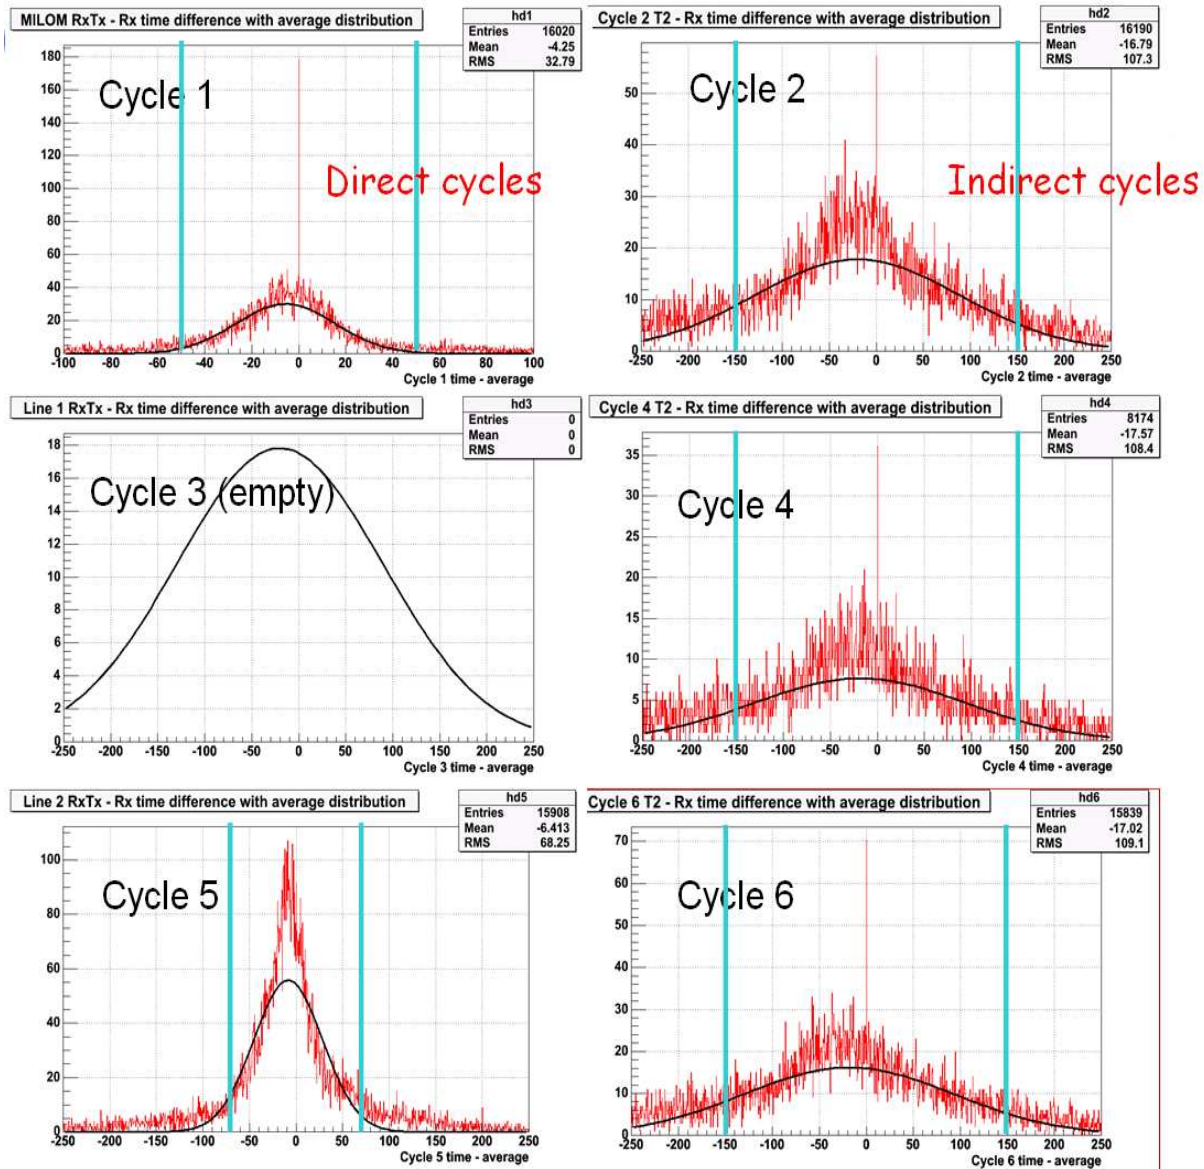 MILOM RxTx - Rx time difference with average distribution
hd1
Entries 16020
Mean -4.25
RMS 32.79
180
160
140
120
100
80
60
40
20
0
Cycle 1
Direct cycles
-100 -80 -60 -40 -20 0 20 40 60 80 100
Cycle 1 time - average
Cycle 2 T2 - Rx time difference with average distribution
hd2
Entries 16190
Mean -16.79
RMS 107.3
50
40
30
20
10
0
Cycle 2
Indirect cycles
-250 -200 -150 -100 -50 0 50 100 150 200 250
Cycle 2 time - average
Line 1 RxTx - Rx time difference with average distribution
hd3
Entries 0
Mean 0
RMS 0
18
16
14
12
10
8
6
4
2
0
Cycle 3 (empty)
-250 -200 -150 -100 -50 0 50 100 150 200 250
Cycle 3 time - average
Cycle 4 T2 - Rx time difference with average distribution
hd4
Entries 8174
Mean -17.57
RMS 108.4
35
30
25
20
15
10
5
0
Cycle 4
-250 -200 -150 -100 -50 0 50 100 150 200 250
Cycle 4 time - average
Line 2 RxTx - Rx time difference with average distribution
hd5
Entries 15908
Mean -6.413
RMS 68.25
100
80
60
40
20
0
Cycle 5
-250 -200 -150 -100 -50 0 50 100 150 200 250
Cycle 5 time - average
Cycle 6 T2 - Rx time difference with average distribution
hd6
Entries 15839
Mean -17.02
RMS 109.1
70
60
50
40
30
20
10
0
Cycle 6
-250 -200 -150 -100 -50 0 50 100 150 200 250
Cycle 6 time - average